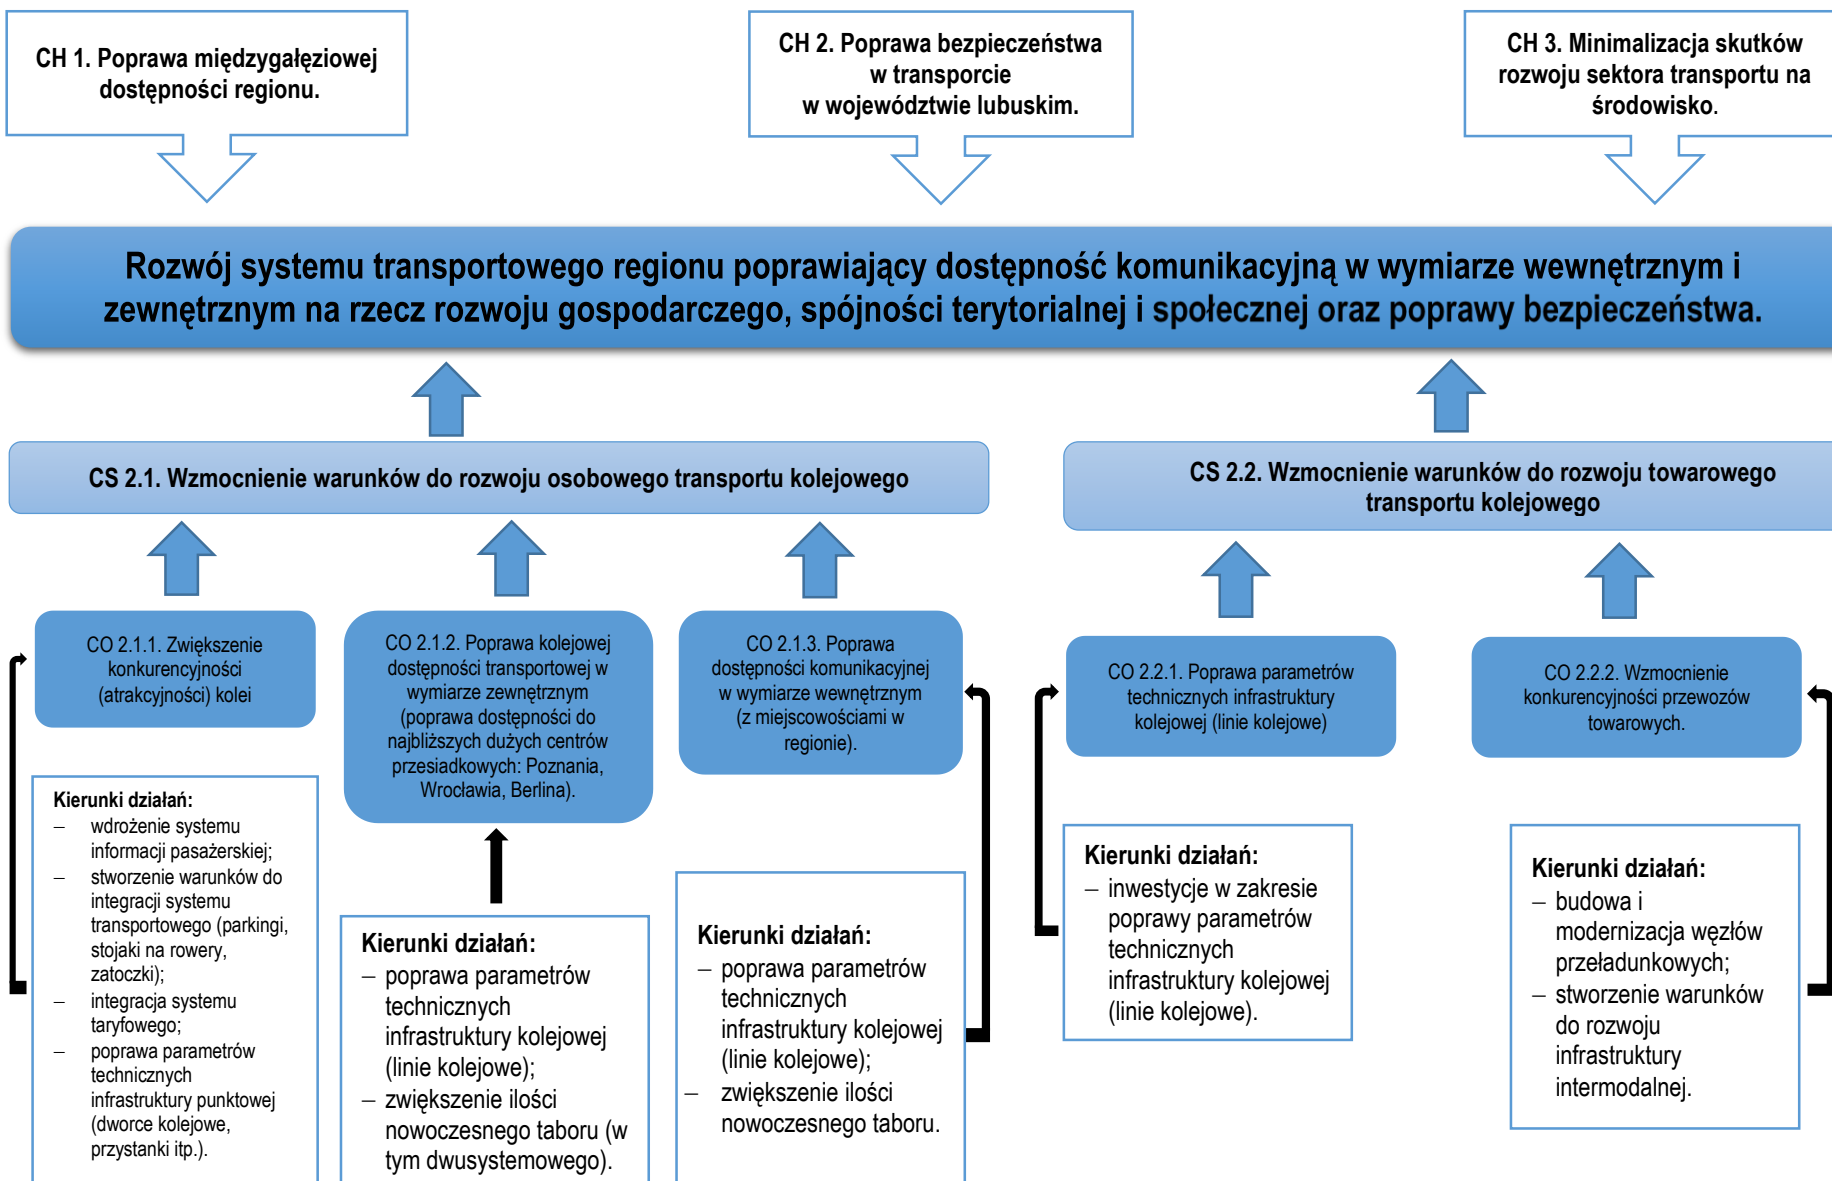 CH 1. Poprawa międzygałęziowej
dostępności regionu.
CH 2. Poprawa bezpieczeństwa
w transporcie
w województwie lubuskim.
CH 3. Minimalizacja skutków
rozwoju sektora transportu na
środowisko.
Rozwój systemu transportowego regionu poprawiający dostępność komunikacyjną w wymiarze wewnętrznym i
zewnętrznym na rzecz rozwoju gospodarczego, spójności terytorialnej i społecznej oraz poprawy bezpieczeństwa.
CS 2.1. Wzmocnienie warunków do rozwoju osobowego transportu kolejowego
CS 2.2. Wzmocnienie warunków do rozwoju towarowego
transportu kolejowego
CO 2.1.1. Zwiększenie
konkurencyjności
(atrakcyjności) kolei
CO 2.1.2. Poprawa kolejowej
dostępności transportowej w
wymiarze zewnętrznym
(poprawa dostępności do
najbliższych dużych centrów
przesiadkowych: Poznania,
Wrocławia, Berlina).
CO 2.1.3. Poprawa
dostępności komunikacyjnej
w wymiarze wewnętrznym
(z miejscowościami w
regionie).
CO 2.2.1. Poprawa parametrów
technicznych infrastruktury
kolejowej (linie kolejowe)
CO 2.2.2. Wzmocnienie
konkurencyjności przewozów
towarowych.
Kierunki działań:
– wdrożenie systemu
informacji pasażerskiej;
– stworzenie warunków do
integracji systemu
transportowego (parkingi,
stojaki na rowery,
zatoczki);
– integracja systemu
taryfowego;
– poprawa parametrów
technicznych
infrastruktury punktowej
(dworce kolejowe,
przystanki itp.).
Kierunki działań:
– poprawa parametrów
technicznych
infrastruktury kolejowej
(linie kolejowe);
– zwiększenie ilości
nowoczesnego taboru (w
tym dwusystemowego).
Kierunki działań:
– poprawa parametrów
technicznych
infrastruktury kolejowej
(linie kolejowe);
– zwiększenie ilości
nowoczesnego taboru.
Kierunki działań:
– inwestycje w zakresie
poprawy parametrów
technicznych
infrastruktury kolejowej
(linie kolejowe).
Kierunki działań:
– budowa i
modernizacja węzłów
przeładunkowych;
– stworzenie warunków
do rozwoju
infrastruktury
intermodalnej.